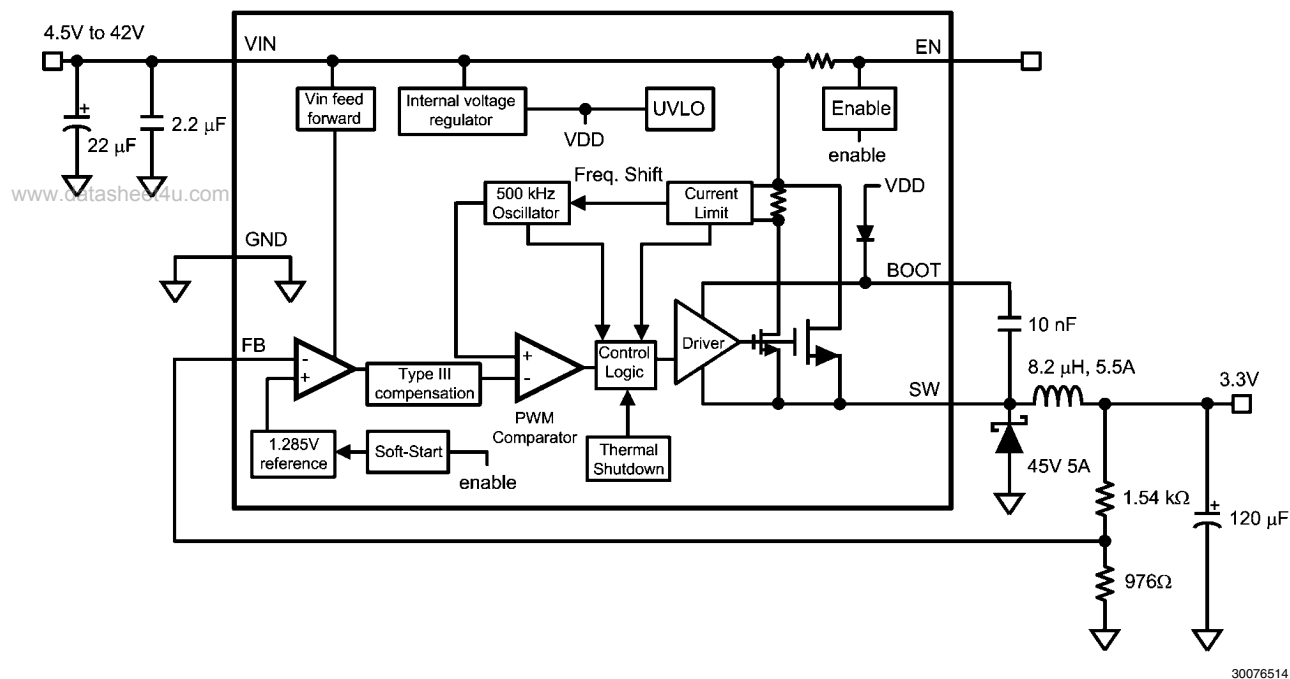 4.5V to 42V
VIN
EN
22 μF
+
2.2 μF
Vin feed
forward
Internal voltage
regulator
VDD
UVLO
Enable
enable
www.datasheet4u.com
Freq. Shift
500 kHz
Oscillator
Current
Limit
VDD
GND
BOOT
10 nF
FB
-
+
Type III
compensation
+
-
PWM
Comparator
Control
Logic
Driver
SW
8.2 μH, 5.5A
3.3V
1.285V
reference
Soft-Start
enable
Thermal
Shutdown
45V 5A
1.54 kΩ
+
120 μF
976Ω
30076514